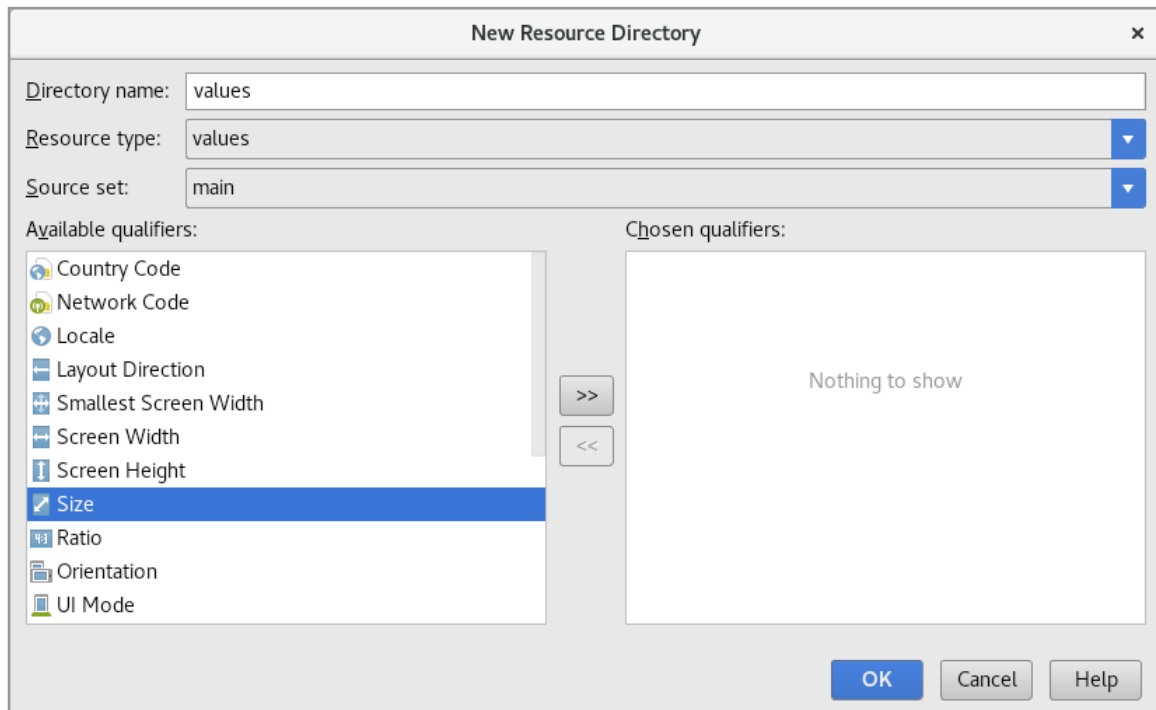 New Resource Directory ×
Directory name: values
Resource type: values
Source set: main
Available qualifiers:
Chosen qualifiers:
Country Code
Network Code
Locale
Layout Direction
Smallest Screen Width
Screen Width
Screen Height
Size
4:3 Ratio
Orientation
UI Mode
>>
<<
Nothing to show
OK
Cancel
Help